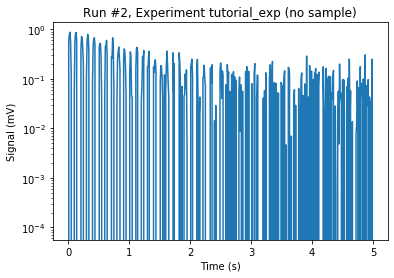 Run #2, Experiment tutorial_exp (no sample)
Signal (mV)
10⁰
10⁻¹
10⁻²
10⁻³
10⁻⁴
0 1 2 3 4 5
Time (s)